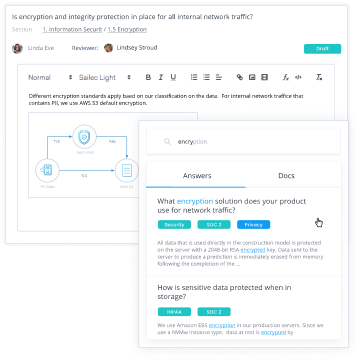 Is encryption and integrity protection in place for all internal network traffic?
Section 1. Information Securit / 1.5 Encryption
Linda Eve Reviewer: Lindsey Stroud Draft
Normal Sailec Light B I U
Different encryption standards apply based on our classification on the data. For internal network traffice that
contains PII, we use AWS S3 default encryption.
encryption
Answers Docs
What encryption solution does your product
use for network traffic?
Security SOC 2 Privacy
All data that is used directly in the construction model is protected
on the server with a 2048-bit RSA encrypted key. Data sent to the
server to produce a prediction is immediately erased from memory
following the completion of the...
How is sensitive data protected when in
storage?
HIPAA SOC 2
We use Amazon EBS encryption in our production servers. Since we
use a NVMw instance type, data at rest is encrypted by